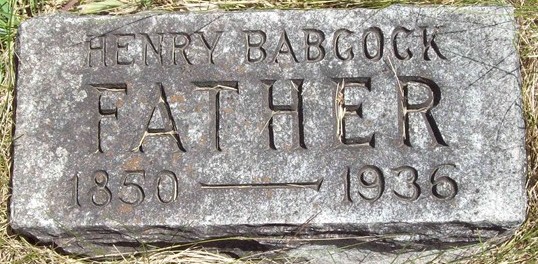 HENRY BABCOCK
FATHER
1850 — 1936